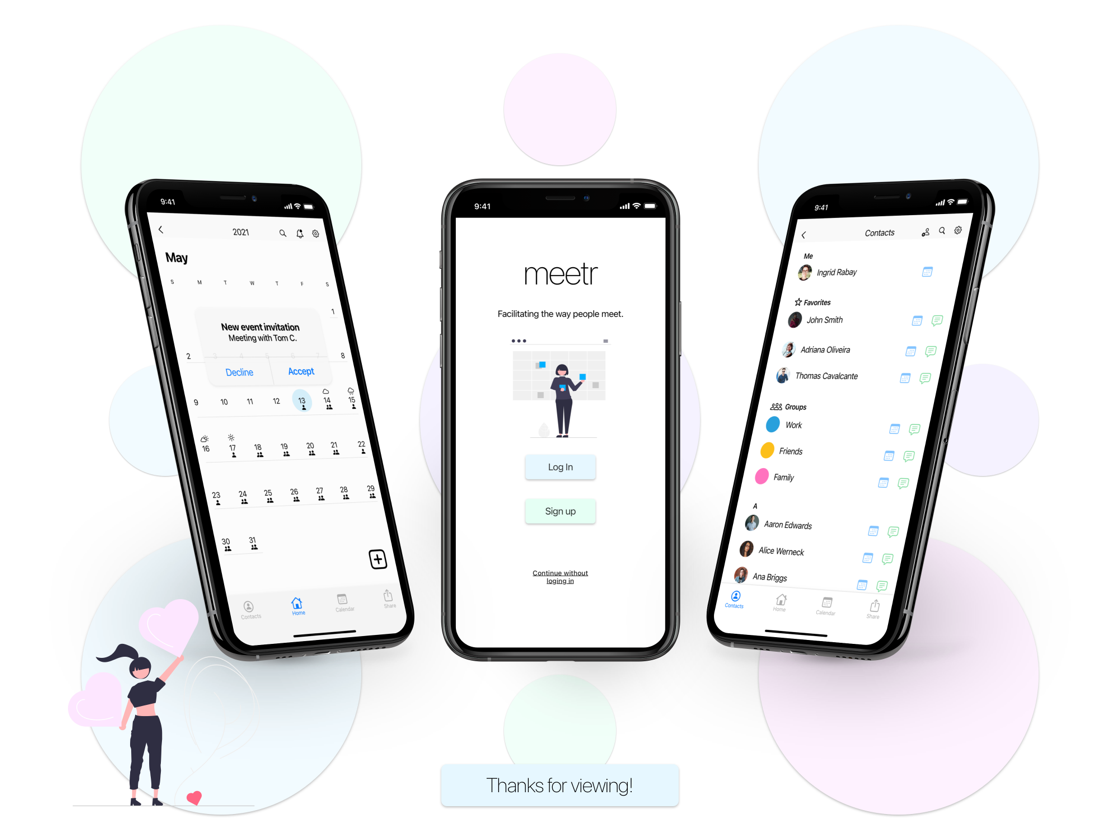 9:41
2021
May
S M T W T F S
1
New event invitation
Meeting with Tom C.
2
8
Decline Accept
9 10 11 12 13 14 15
16 17 18 19 20 21 22
23 24 25 26 27 28 29
30 31
Contacts Home Calendar Share
9:41
meetr
Facilitating the way people meet.
Log In
Sign up
Continue without
loging in
9:41
Contacts
Me
Ingrid Rabay
Favorites
John Smith
Adriana Oliveira
Thomas Cavalcante
Groups
Work
Friends
Family
A
Aaron Edwards
Alice Werneck
Ana Briggs
Contacts Home Calendar Share
Thanks for viewing!